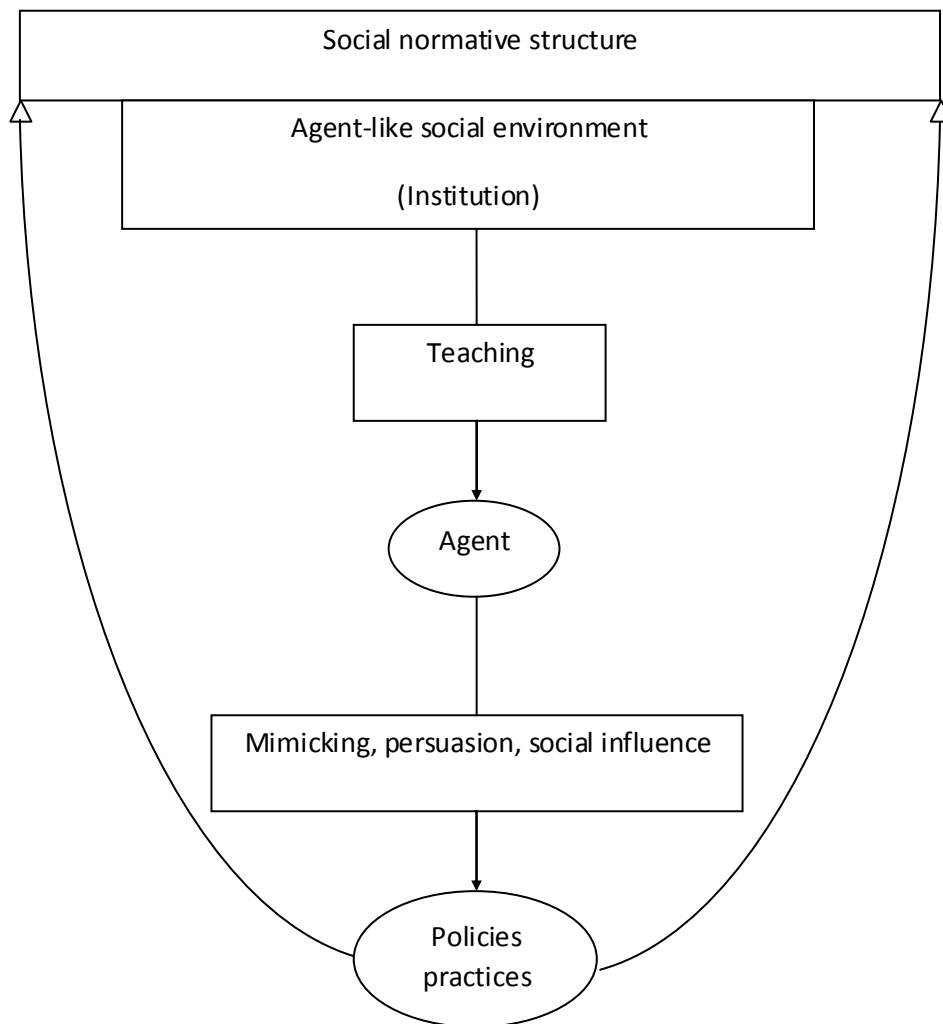 Social normative structure
Agent-like social environment
(Institution)
Teaching
Agent
Mimicking, persuasion, social influence
Policies
practices